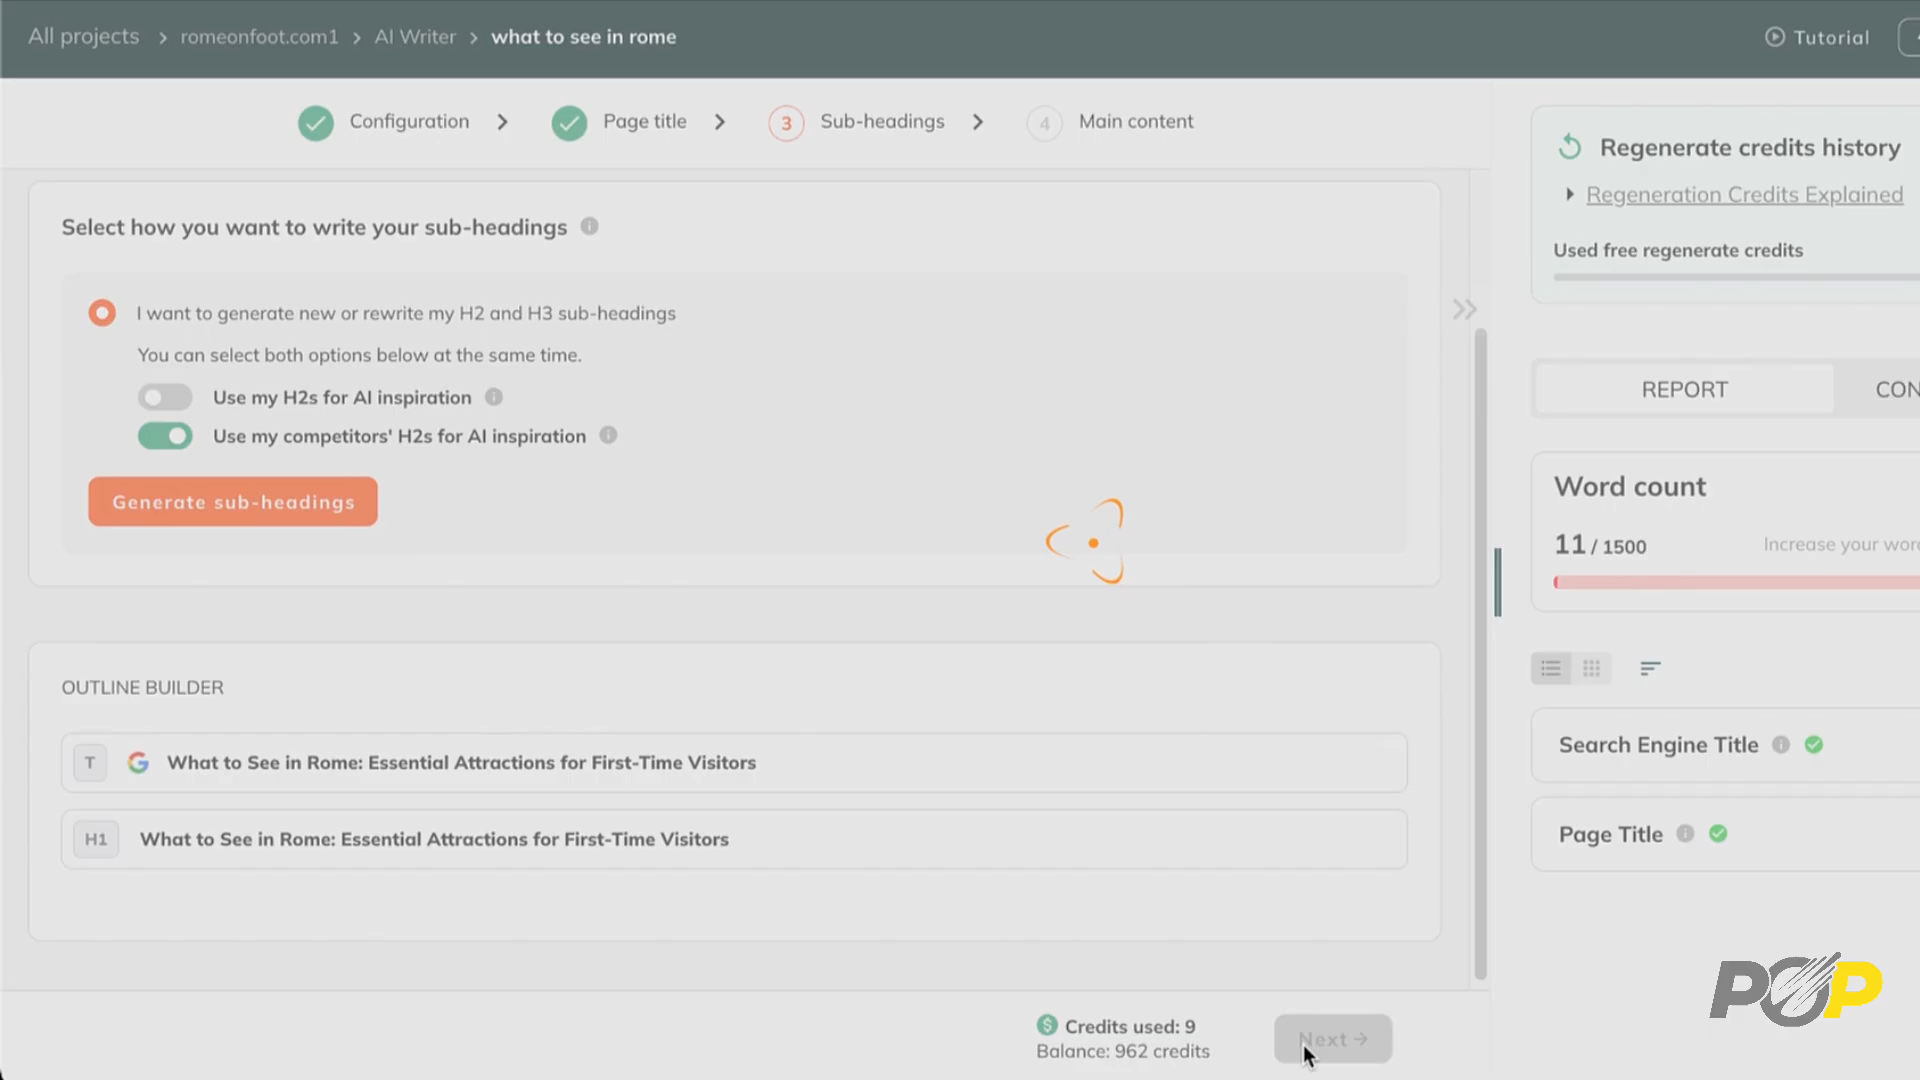 All projects > romeonfoot.com1 > AI Writer > what to see in rome
Tutorial
Configuration > Page title > 3 Sub-headings > 4 Main content
Select how you want to write your sub-headings
I want to generate new or rewrite my H2 and H3 sub-headings
You can select both options below at the same time.
Use my H2s for AI inspiration
Use my competitors' H2s for AI inspiration
Generate sub-headings
OUTLINE BUILDER
T What to See in Rome: Essential Attractions for First-Time Visitors
H1 What to See in Rome: Essential Attractions for First-Time Visitors
Credits used: 9
Balance: 962 credits
Next →
Regenerate credits history
Regeneration Credits Explained
Used free regenerate credits
REPORT
CON
Word count
11 / 1500
Increase your wor
Search Engine Title
Page Title
POP